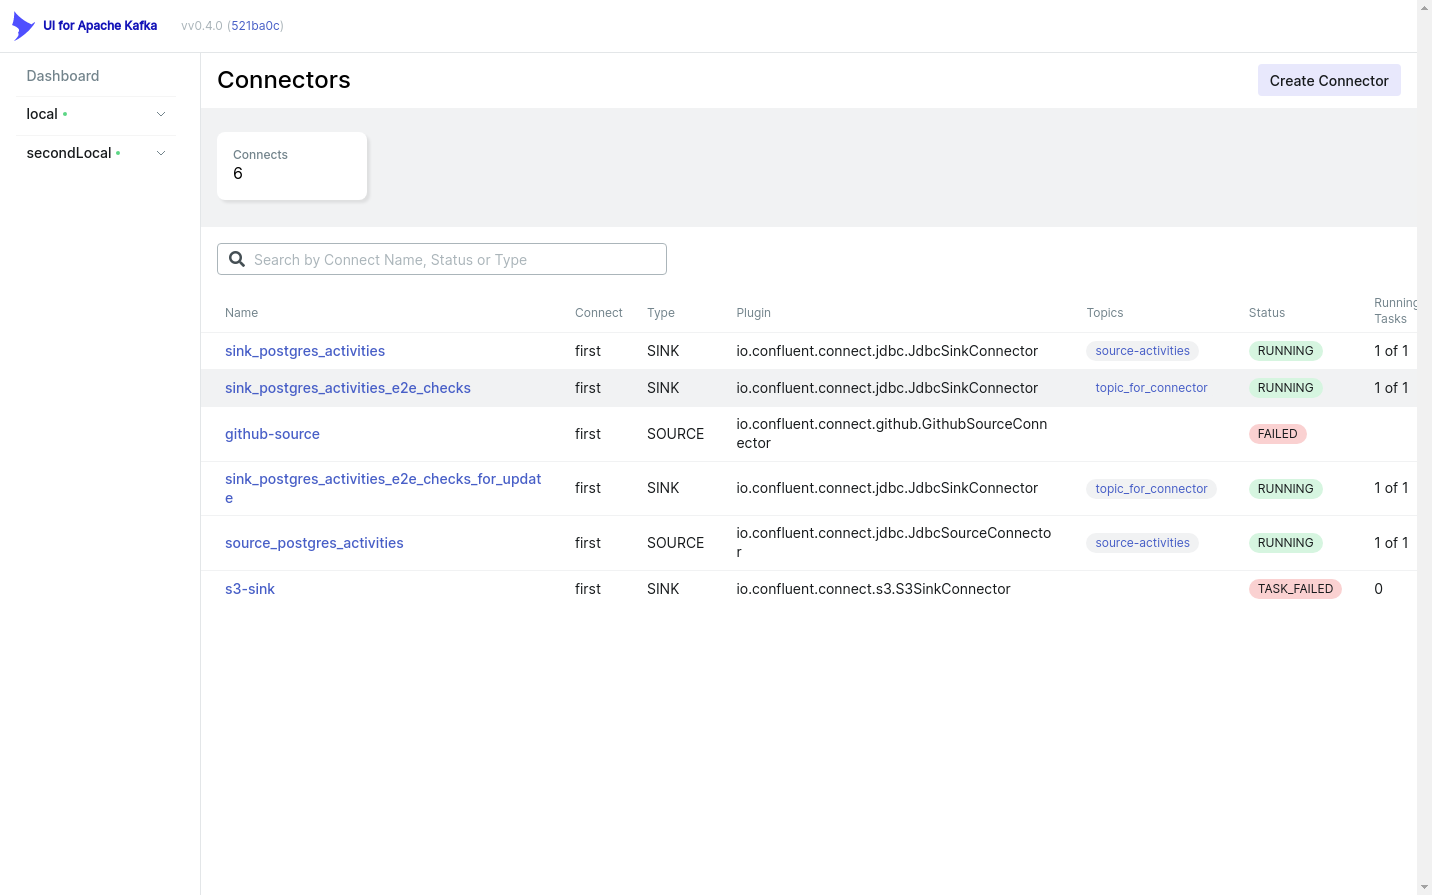 UI for Apache Kafka vv0.4.0 (521ba0c)
Dashboard
local
secondLocal
Connectors
Create Connector
Connects
6
Search by Connect Name, Status or Type
Name Connect Type Plugin Topics Status Running
Tasks
sink_postgres_activities first SINK io.confluent.connect.jdbc.JdbcSinkConnector source-activities RUNNING 1 of 1
sink_postgres_activities_e2e_checks first SINK io.confluent.connect.jdbc.JdbcSinkConnector topic_for_connector RUNNING 1 of 1
github-source first SOURCE io.confluent.connect.github.GithubSourceConn
ector FAILED
sink_postgres_activities_e2e_checks_for_updat
e first SINK io.confluent.connect.jdbc.JdbcSinkConnector topic_for_connector RUNNING 1 of 1
source_postgres_activities first SOURCE io.confluent.connect.jdbc.JdbcSourceConnecto
r source-activities RUNNING 1 of 1
s3-sink first SINK io.confluent.connect.s3.S3SinkConnector TASK_FAILED 0